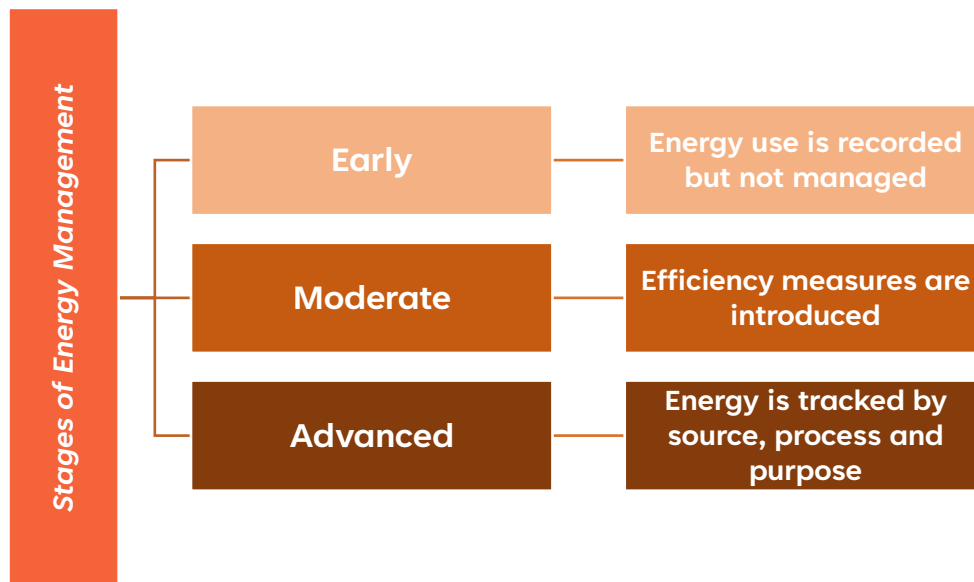 Stages of Energy Management
Early
Energy use is recorded
but not managed
Moderate
Efficiency measures are
introduced
Advanced
Energy is tracked by
source, process and
purpose